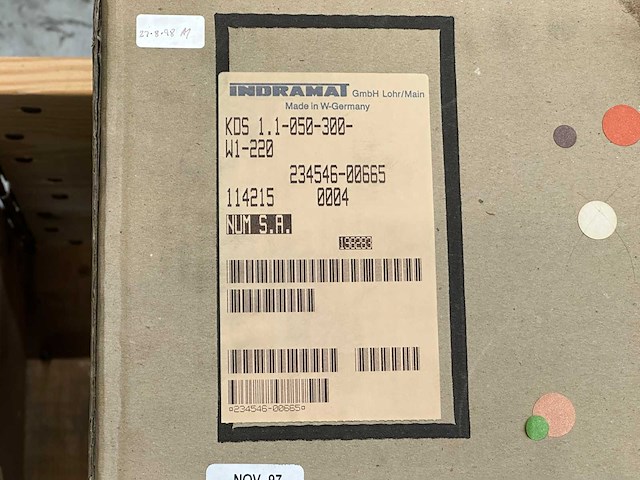 27.8.98 M
INDRAMAT GmbH Lohr/Main
Made in W-Germany
KDS 1.1-050-300-
W1-220
234546-00665
114215 0004
NUM S.A.
198283
¤234546-00665¤
NOV 97